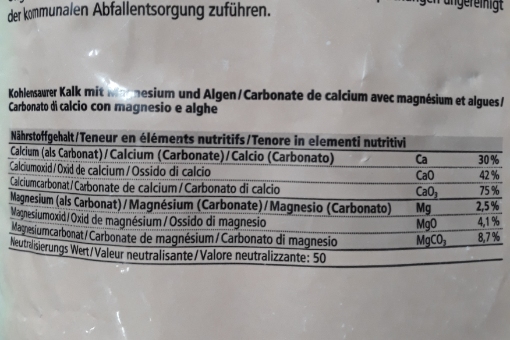 der kommunalen Abfallentsorgung zuführen.
ungereinigt
Kohlensaurer Kalk mit Magnesium und Algen/Carbonate de calcium avec magnésium et algues/
Carbonato di calcio con magnesio e alghe
Nährstoffgehalt/Teneur en éléments nutritifs/Tenore in elementi nutritivi
Calcium (als Carbonat)/Calcium (Carbonate)/Calcio (Carbonato) Ca 30%
Calciumoxid/Oxid de calcium/Ossido di calcio CaO 42%
Calciumcarbonat/Carbonate de calcium/Carbonato di calcio CaO₃ 75%
Magnesium (als Carbonat)/Magnésium (Carbonate)/Magnesio (Carbonato) Mg 2,5%
Magnesiumoxid/Oxid de magnésium/Ossido di magnesio MgO 4,1%
Magnesiumcarbonat/Carbonate de magnésium/Carbonato di magnesio MgCO₃ 8,7%
Neutralisierungs Wert/Valeur neutralisante/Valore neutralizzante: 50